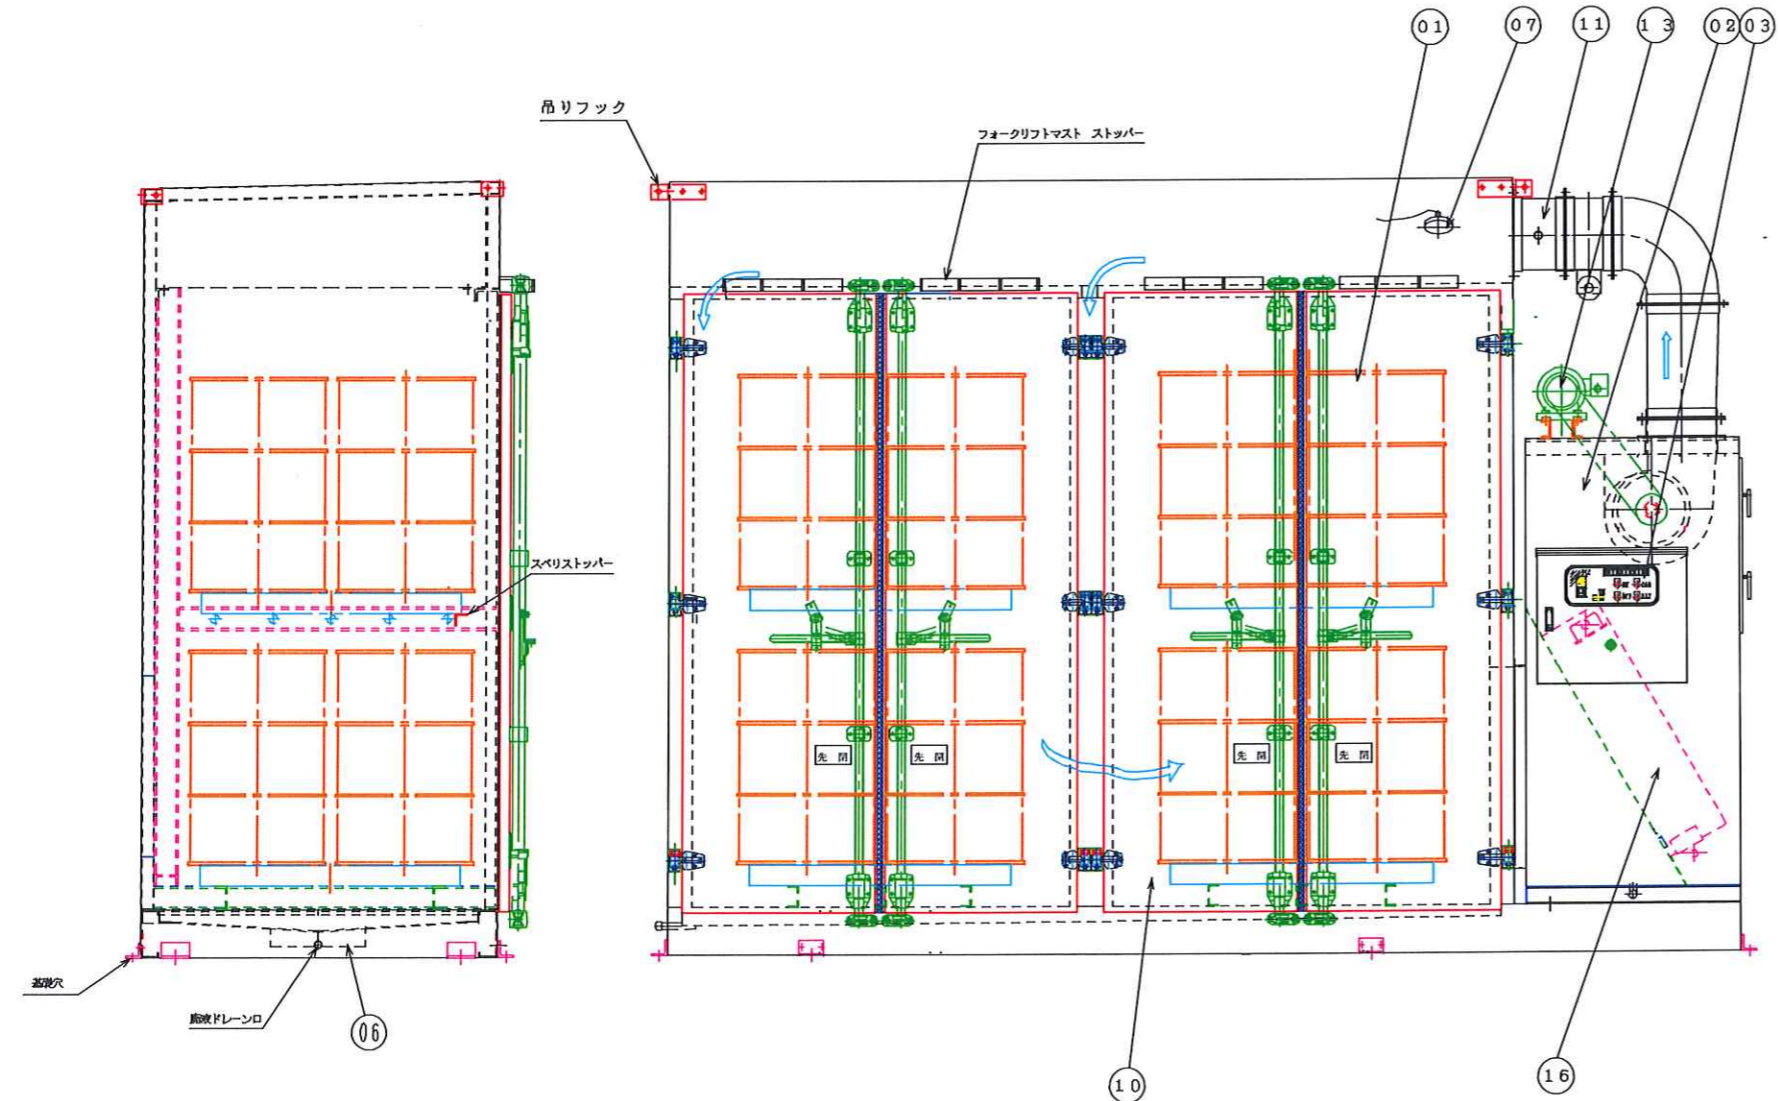 01
07
11
13
02
03
吊りフック
フォークリフトマスト ストッパー
スベリストッパー
先 閉
先 閉
先 閉
先 閉
基礎穴
廃液ドレーン口
06
10
16